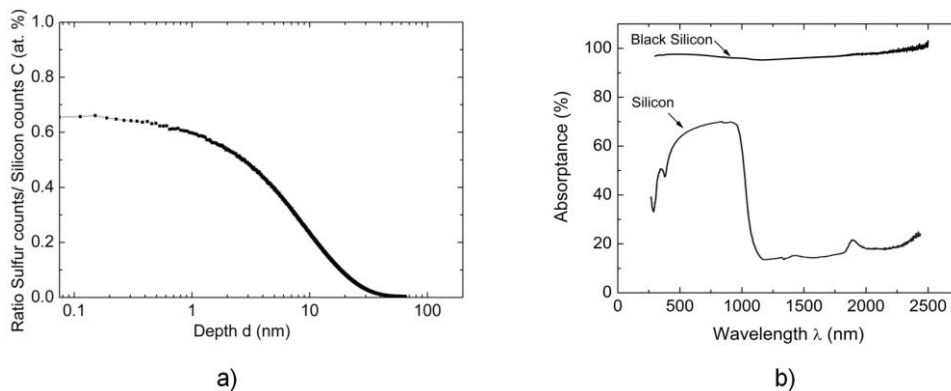 Ratio Sulfur counts/ Silicon counts C (at. %)
1.0
0.8
0.6
0.4
0.2
0.0
0.1
1
10
100
Depth d (nm)
a)
Absorptance (%)
100
80
60
40
20
0
Black Silicon
Silicon
0
500
1000
1500
2000
2500
Wavelength λ (nm)
b)